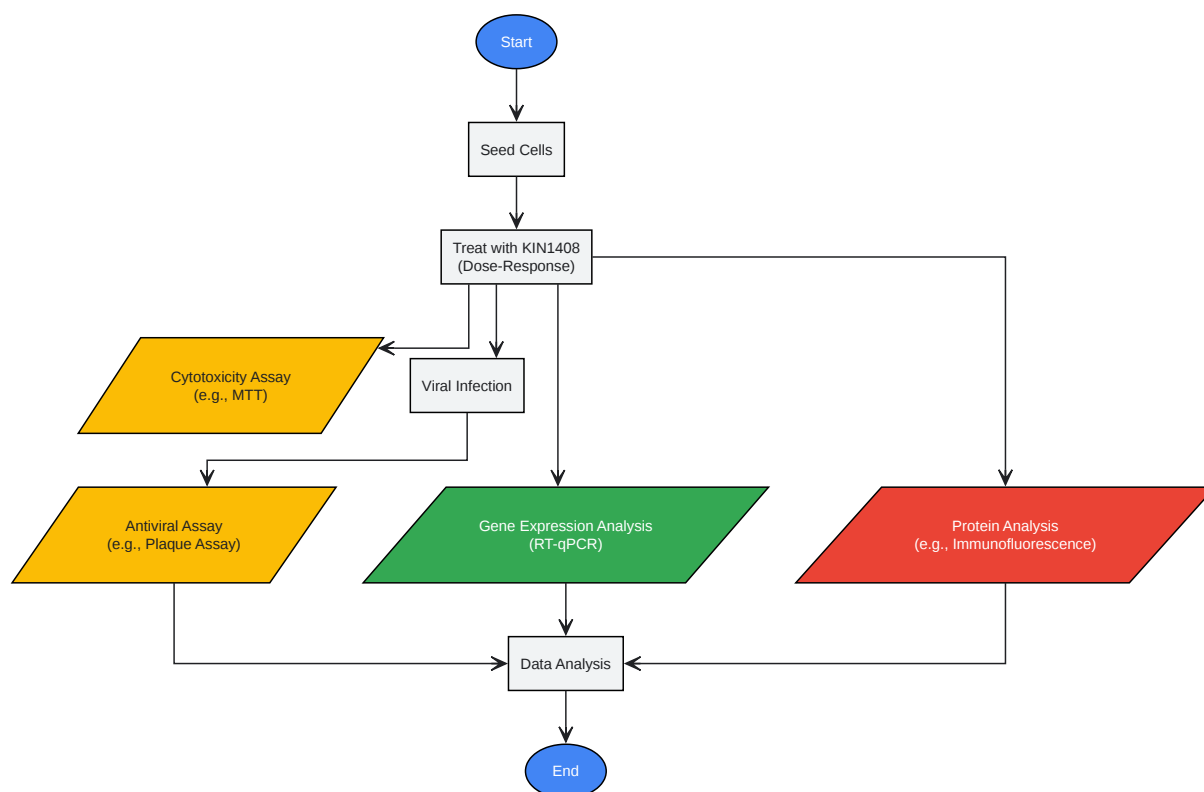 Start
Seed Cells
Treat with KIN1408
(Dose-Response)
Cytotoxicity Assay
(e.g., MTT)
Viral Infection
Antiviral Assay
(e.g., Plaque Assay)
Gene Expression Analysis
(RT-qPCR)
Protein Analysis
(e.g., Immunofluorescence)
Data Analysis
End